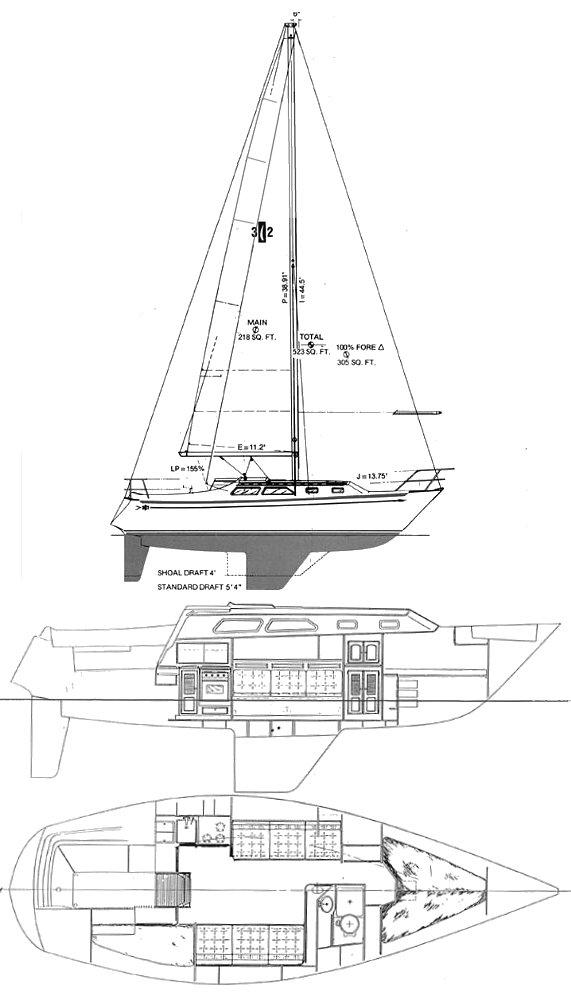 6"
3 2
P = 38.91"
I = 44.5'
MAIN
218 SQ. FT.
TOTAL
523 SQ. FT.
100% FORE △
305 SQ. FT.
E = 11.2'
LP = 155%
J = 13.75'
SHOAL DRAFT 4'
STANDARD DRAFT 5' 4"